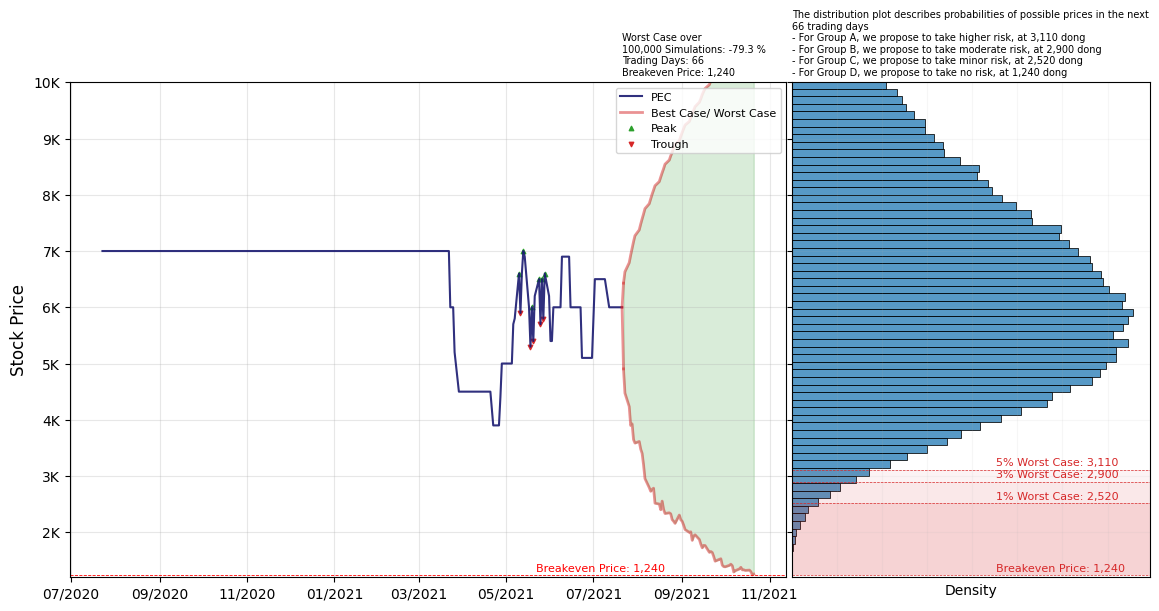 The distribution plot describes probabilities of possible prices in the next
66 trading days
- For Group A, we propose to take higher risk, at 3,110 dong
- For Group B, we propose to take moderate risk, at 2,900 dong
- For Group C, we propose to take minor risk, at 2,520 dong
- For Group D, we propose to take no risk, at 1,240 dong
Worst Case over
100,000 Simulations: -79.3 %
Trading Days: 66
Breakeven Price: 1,240
PEC
Best Case/ Worst Case
Peak
Trough
Stock Price
10K
9K
8K
7K
6K
5K
4K
3K
2K
Breakeven Price: 1,240
07/2020
09/2020
11/2020
01/2021
03/2021
05/2021
07/2021
09/2021
11/2021
5% Worst Case: 3,110
3% Worst Case: 2,900
1% Worst Case: 2,520
Breakeven Price: 1,240
Density